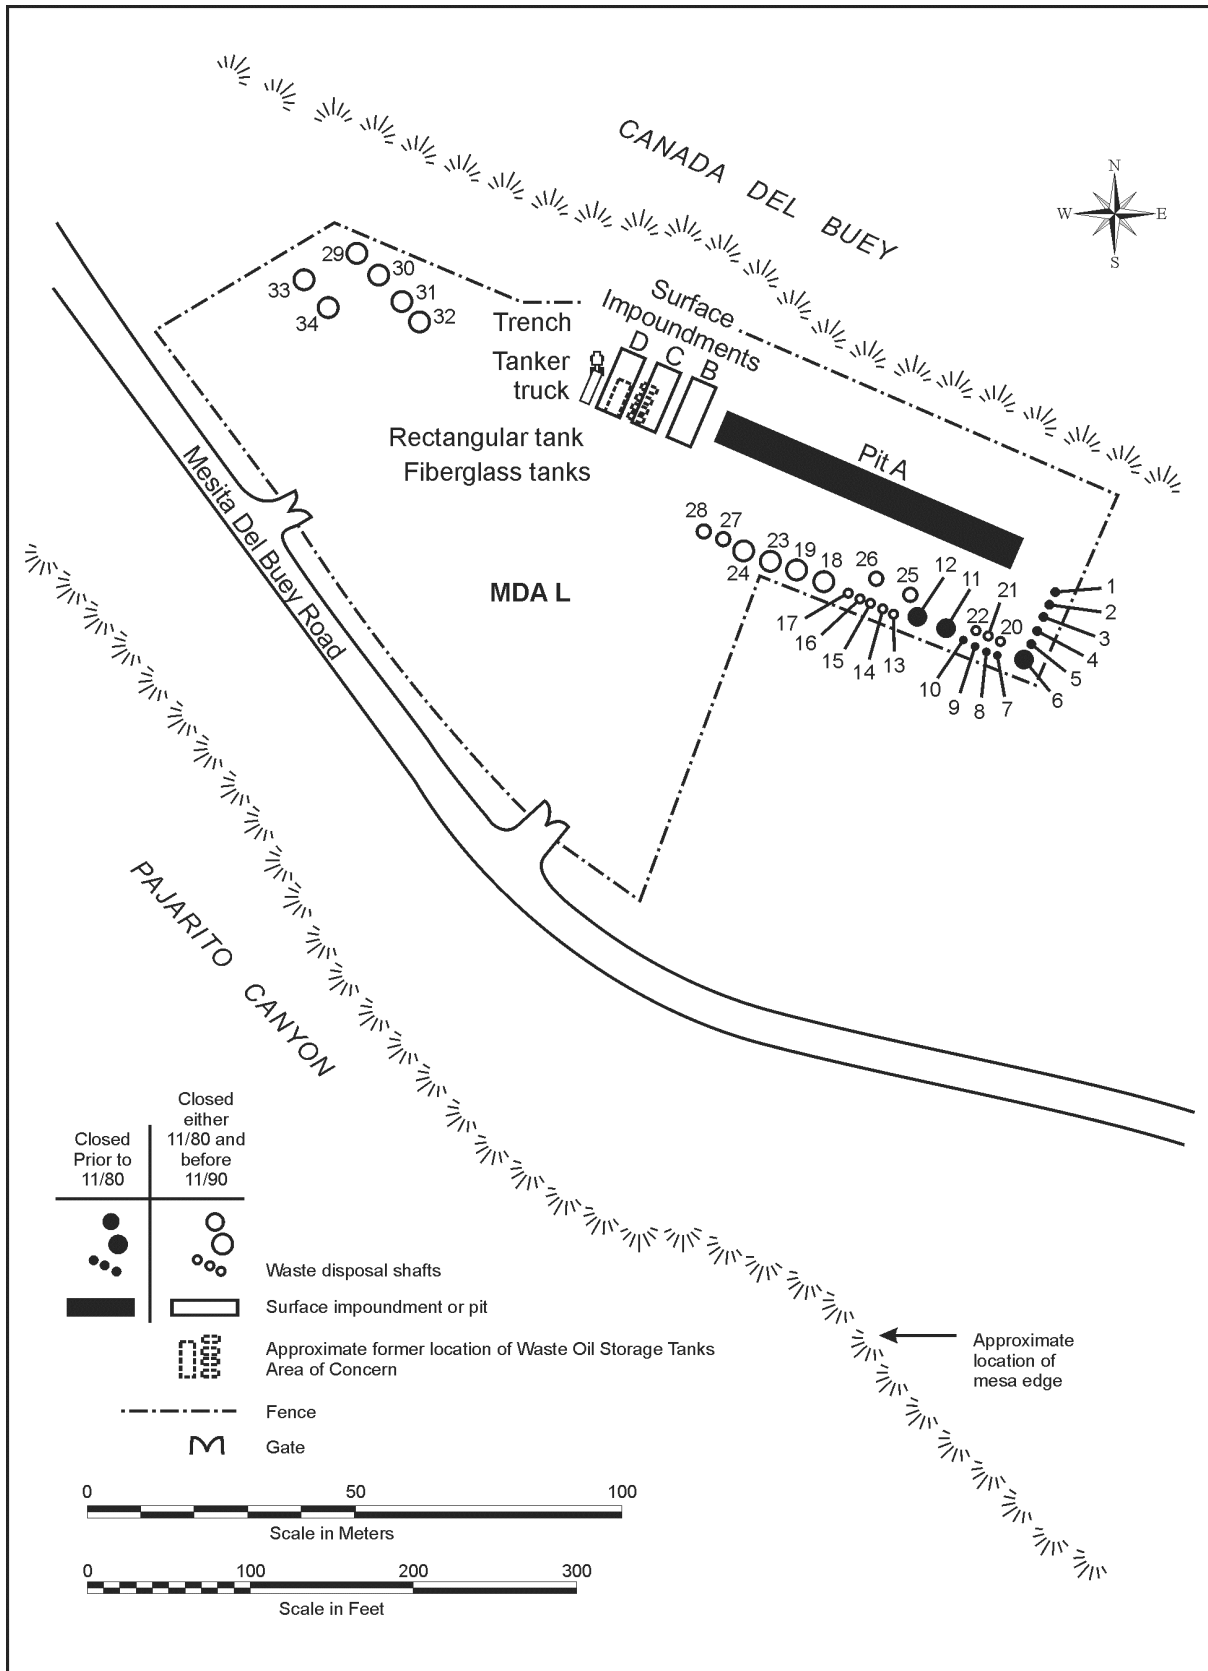 CANADA DEL BUEY
N
W
E
S
29
30
33
31
34
32
Surface
Impoundments
Trench
D
C
B
Tanker
truck
Rectangular tank
Fiberglass tanks
Pit A
Mesita Del Buey Road
MDA L
28
27
24
23
19
18
26
25
12
11
21
22
20
1
2
3
4
5
6
17
16
15
14
13
10
9
8
7
PAJARITO CANYON
Closed
Prior to
11/80
Closed
either
11/80 and
before
11/90
Waste disposal shafts
Surface impoundment or pit
Approximate former location of Waste Oil Storage Tanks
Area of Concern
Fence
Gate
Approximate
location of
mesa edge
0 50 100
Scale in Meters
0 100 200 300
Scale in Feet